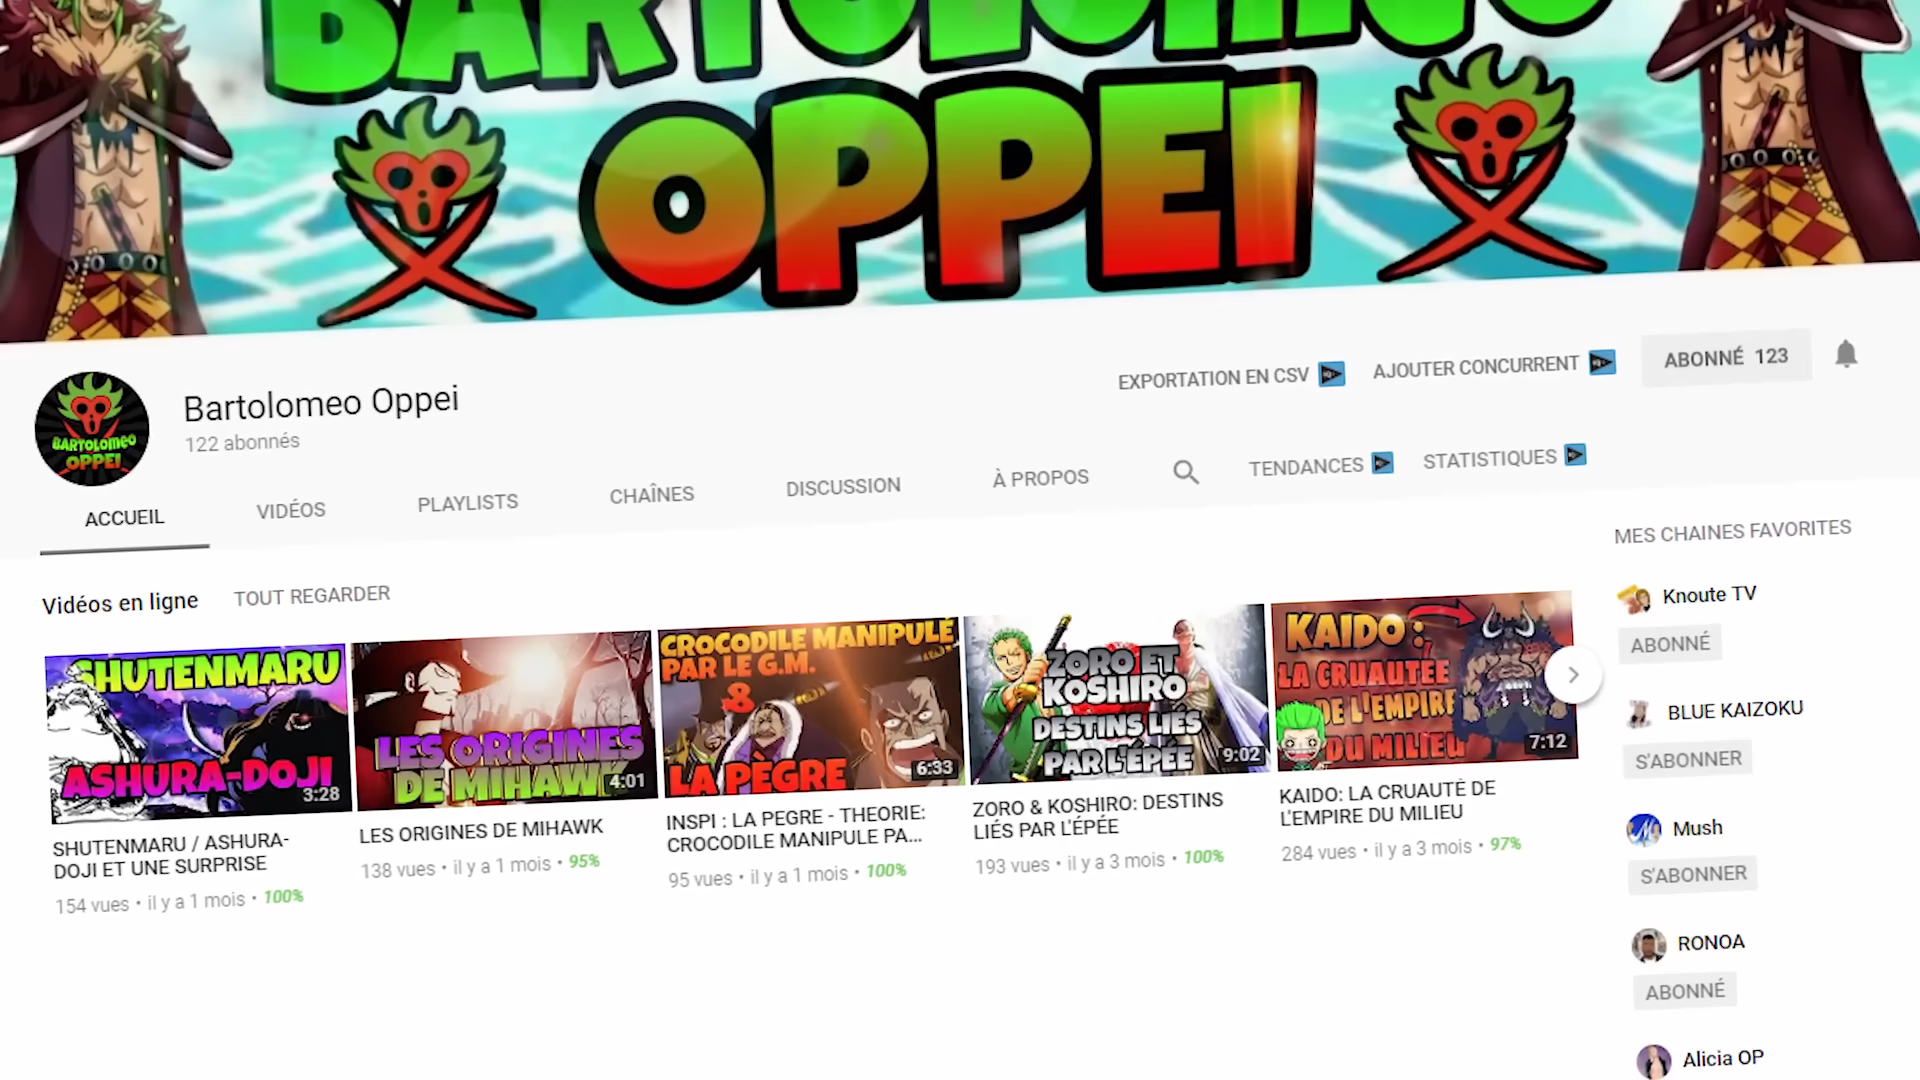 BARTOLOMEO
OPPEI
Bartolomeo Oppei
122 abonnés
EXPORTATION EN CSV
AJOUTER CONCURRENT
ABONNÉ 123
BARTOLOMEO
OPPEI
ACCUEIL
VIDÉOS
PLAYLISTS
CHAÎNES
DISCUSSION
À PROPOS
TENDANCES
STATISTIQUES
Vidéos en ligne
TOUT REGARDER
SHUTENMARU
ASHURA-DOJI
3:28
SHUTENMARU / ASHURA-
DOJI ET UNE SURPRISE
154 vues • il y a 1 mois • 100%
LES ORIGINES
DE MIHAWK
4:01
LES ORIGINES DE MIHAWK
138 vues • il y a 1 mois • 95%
CROCODILE MANIPULÉ
PAR LE G.M.
&
LA PÈGRE
6:33
INSPI : LA PEGRE - THEORIE:
CROCODILE MANIPULE PA...
95 vues • il y a 1 mois • 100%
ZORO ET
KOSHIRO
DESTINS LIÉS
PAR L'ÉPÉE
9:02
ZORO & KOSHIRO: DESTINS
LIÉS PAR L'ÉPÉE
193 vues • il y a 3 mois • 100%
KAIDO :
LA CRUAUTÉE
DE L'EMPIRE
DU MILIEU
7:12
KAIDO: LA CRUAUTÉ DE
L'EMPIRE DU MILIEU
284 vues • il y a 3 mois • 97%
MES CHAINES FAVORITES
Knoute TV
ABONNÉ
BLUE KAIZOKU
S'ABONNER
Mush
S'ABONNER
RONOA
ABONNÉ
Alicia OP